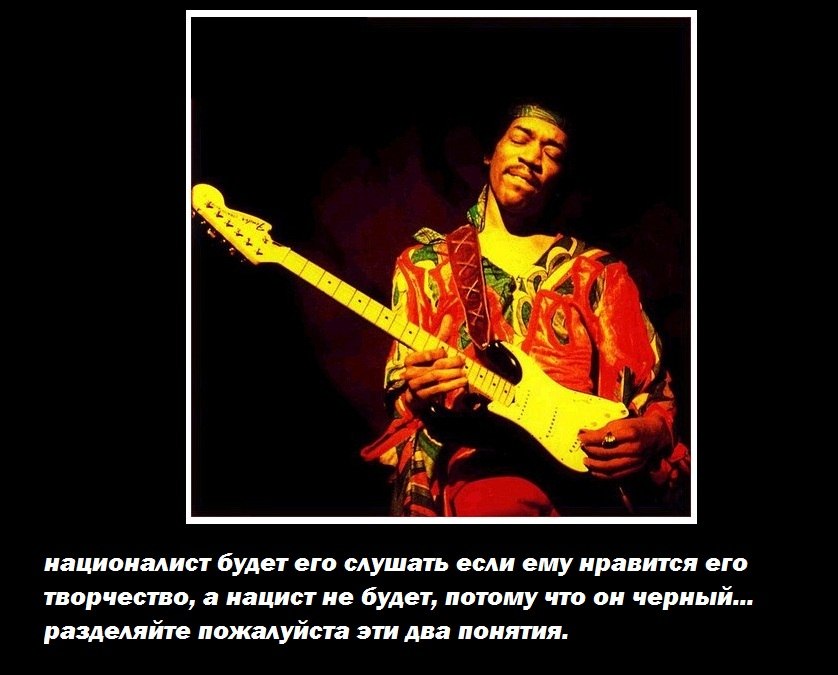 Fender
националист будет его слушать если ему нравится его
творчество, а нацист не будет, потому что он черный...
разделяйте пожалуйста эти два понятия.